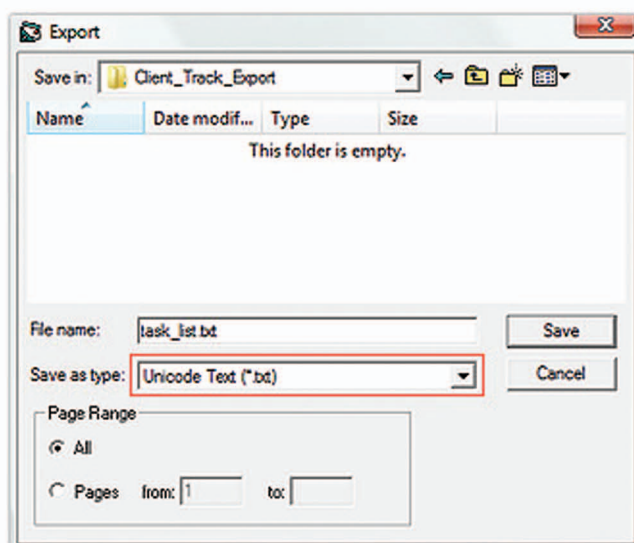 Export
Save in: Client_Track_Export
Name Date modif... Type Size
This folder is empty.
File name: task_list.txt Save
Save as type: Unicode Text (*.txt) Cancel
Page Range
All
Pages from: 1 to: